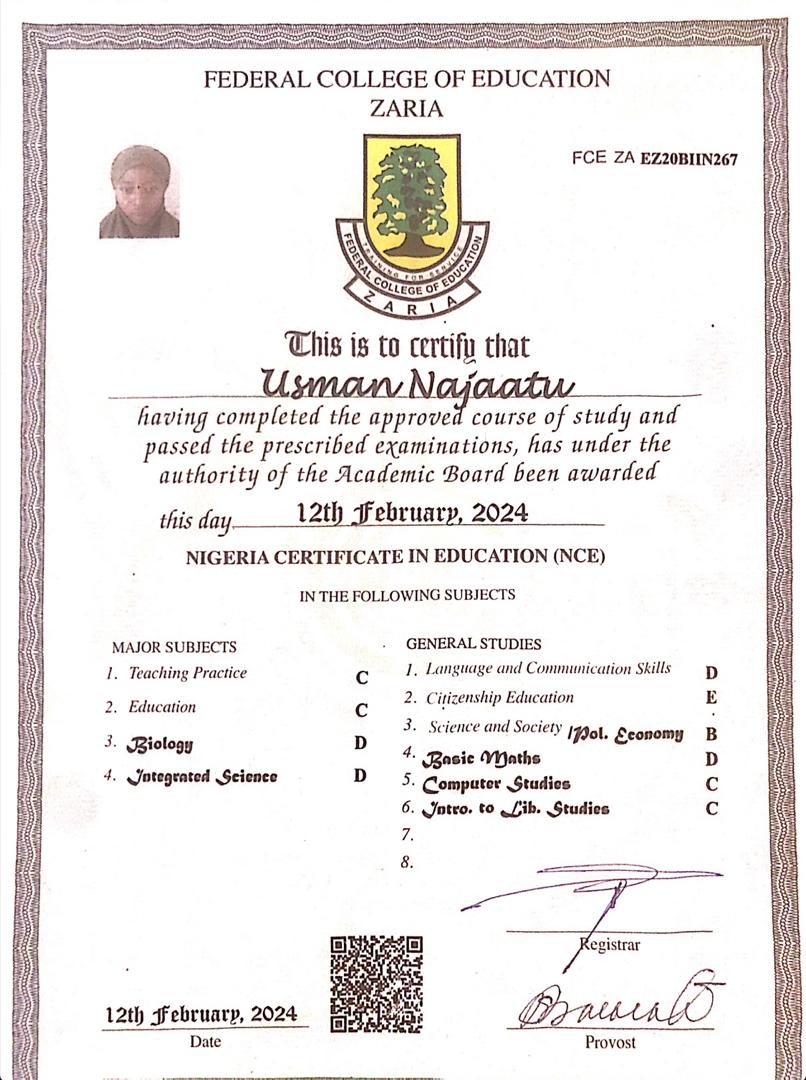 FEDERAL COLLEGE OF EDUCATION
ZARIA
FCE ZA EZ20BIIN267
TRAINING FOR SERVICE
FEDERAL COLLEGE OF EDUCATION
ZARIA
This is to certify that
Usman Najaatu
having completed the approved course of study and
passed the prescribed examinations, has under the
authority of the Academic Board been awarded
this day 12th February, 2024
NIGERIA CERTIFICATE IN EDUCATION (NCE)
IN THE FOLLOWING SUBJECTS
MAJOR SUBJECTS
1. Teaching Practice C
2. Education C
3. Biology D
4. Integrated Science D
GENERAL STUDIES
1. Language and Communication Skills D
2. Citizenship Education E
3. Science and Society /Pol. Economy B
4. Basic Maths D
5. Computer Studies C
6. Intro. to Lib. Studies C
7.
8.
Registrar
12th February, 2024
Date
Provost